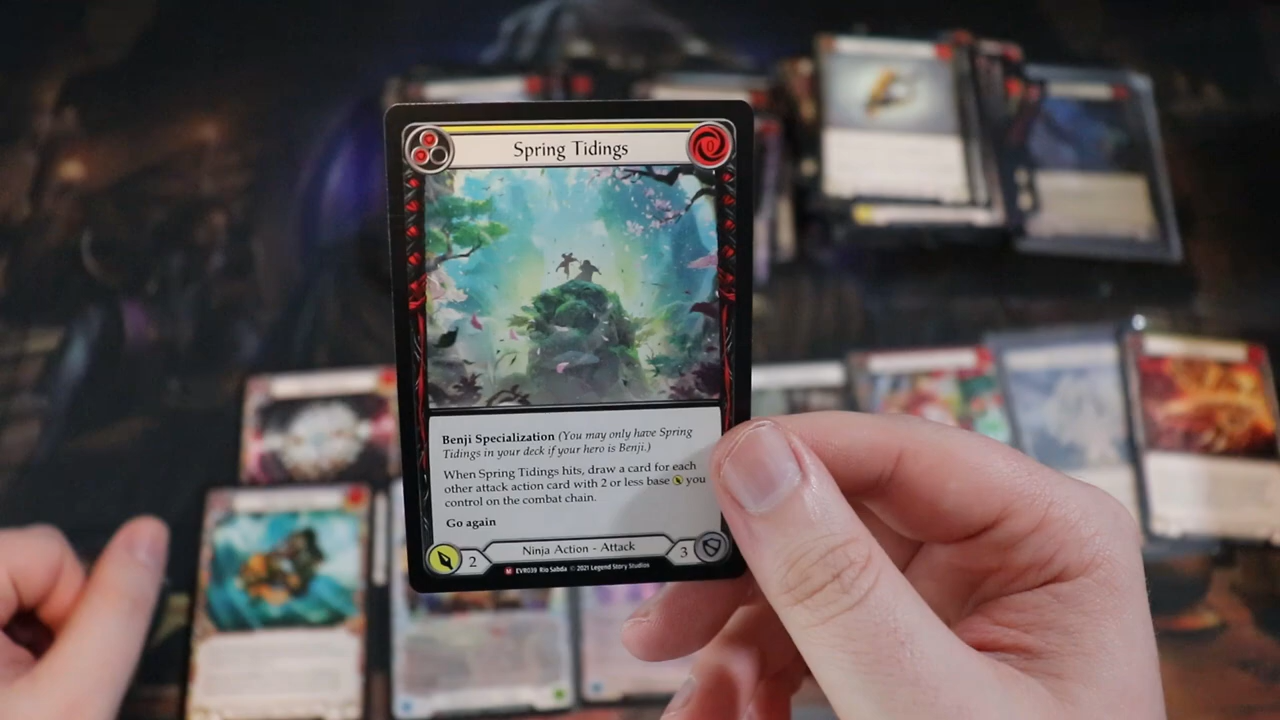 Spring Tidings
0
Benji Specialization (You may only have Spring
Tidings in your deck if your hero is Benji.)
When Spring Tidings hits, draw a card for each
other attack action card with 2 or less base you
control on the combat chain.
Go again
2
Ninja Action - Attack
3
M EVR039 Rio Sabda © 2021 Legend Story Studios